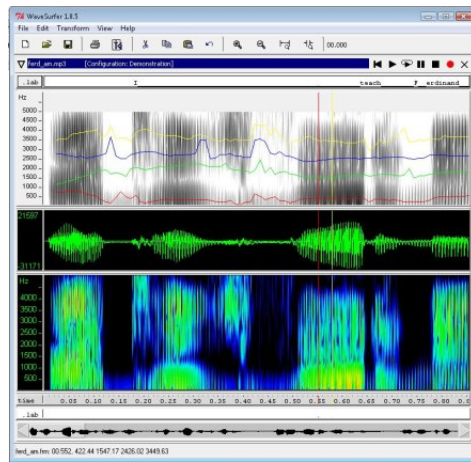 WaveSurfer 1.8.5
File Edit Transform View Help
00.000
ferd_am.mp3 [Configuration: Demonstration]
.lab I teach F erdinand
Hz
5000
4500
4000
3500
3000
2500
2000
1500
1000
500
21597
-31171
Hz
4000
3500
3000
2500
2000
1500
1000
500
time 0.05 0.10 0.15 0.20 0.25 0.30 0.35 0.40 0.45 0.50 0.55 0.60 0.65 0.70 0.75 0.80
.lab
ferd_am.frm: 00.552, 422.44 1547.17 2426.02 3449.63